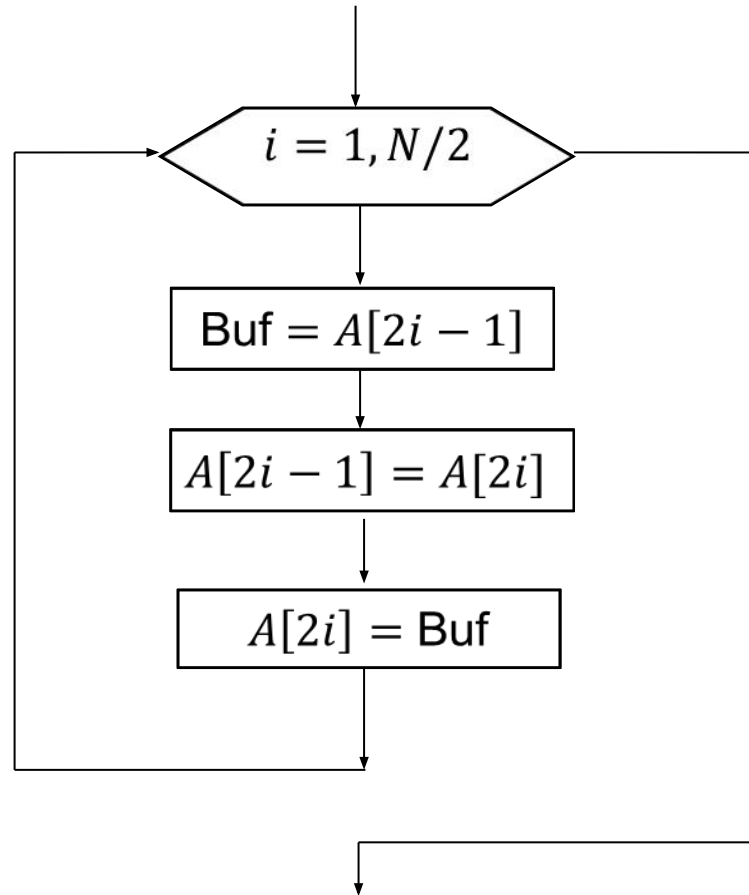 i = 1, N/2
Buf = A[2i − 1]
A[2i − 1] = A[2i]
A[2i] = Buf